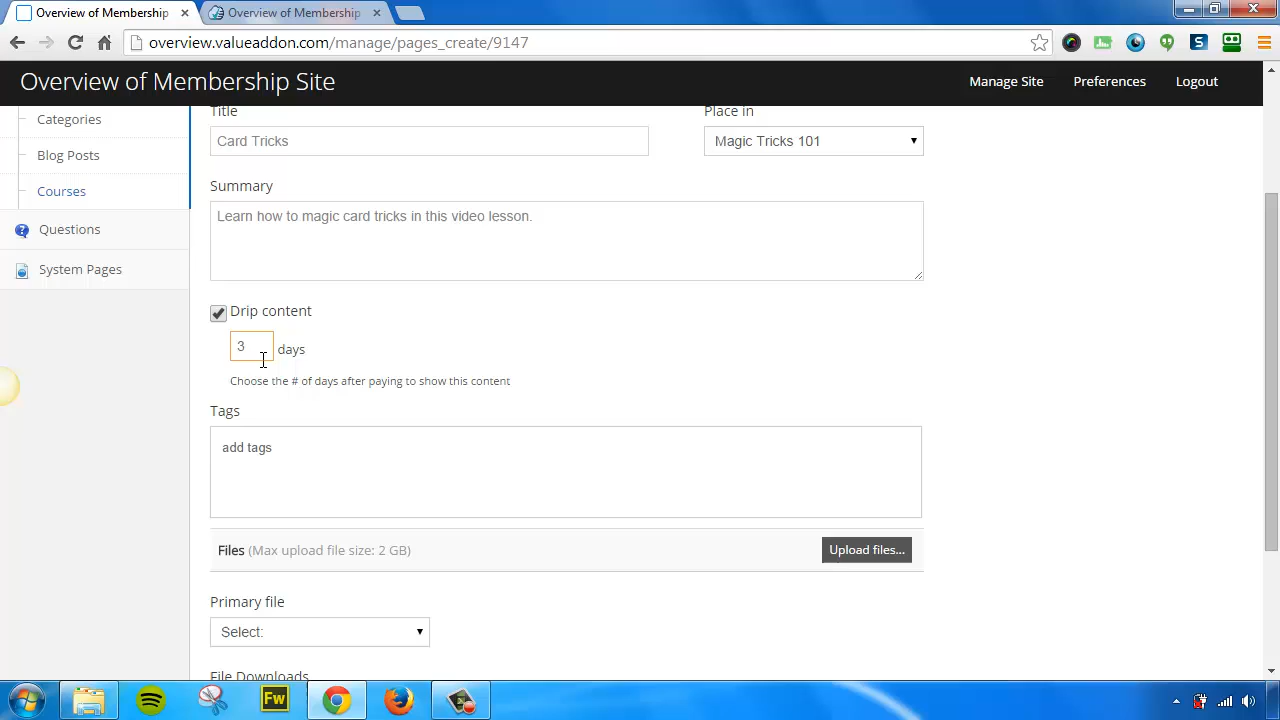 Overview of Membership
Overview of Membership
overview.valueaddon.com/manage/pages_create/9147
Overview of Membership Site
Manage Site
Preferences
Logout
Categories
Blog Posts
Courses
Questions
System Pages
Title
Place in
Card Tricks
Magic Tricks 101
Summary
Learn how to magic card tricks in this video lesson.
Drip content
3 days
Choose the # of days after paying to show this content
Tags
add tags
Files (Max upload file size: 2 GB)
Upload files...
Primary file
Select:
File Downloads
Fw